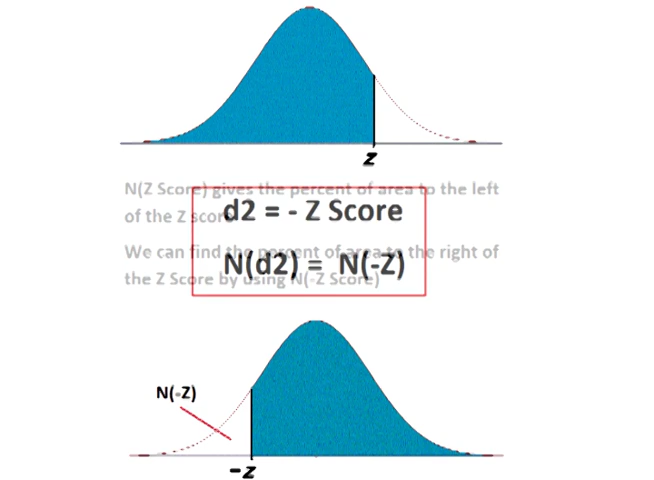 z
N(Z Score) gives the percent of area to the left
of the Z score
d2 = - Z Score
We can find the percent of area to the right of
the Z Score by using N(-Z Score)
N(d2) = N(-Z)
N(-Z)
-z